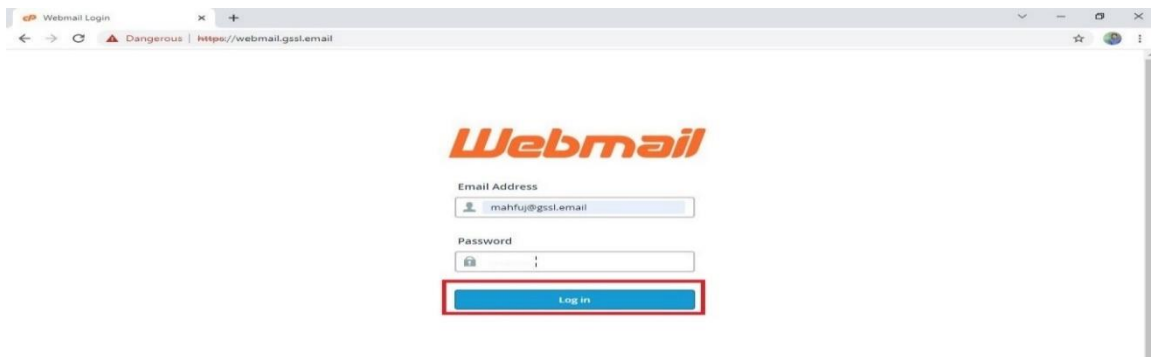 Webmail Login
Dangerous | https://webmail.gssl.email
Webmail
Email Address
mahfuj@gssl.email
Password
Log in